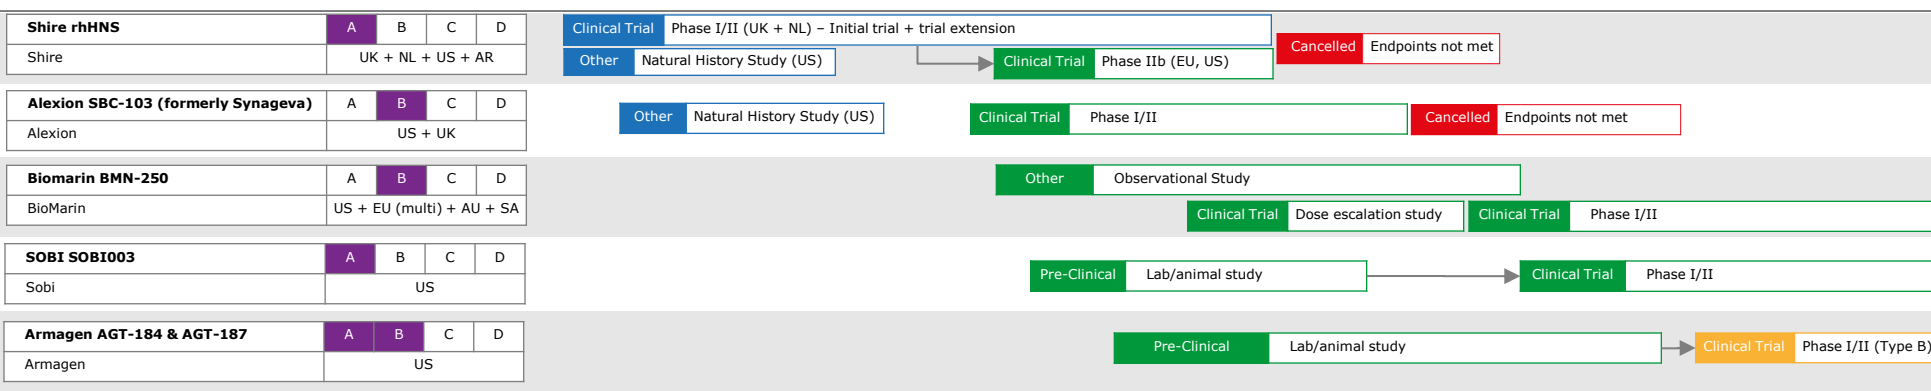 Shire rhHNS A B C D
Shire UK + NL + US + AR
Clinical Trial Phase I/II (UK + NL) – Initial trial + trial extension
Other Natural History Study (US)
Clinical Trial Phase IIb (EU, US)
Cancelled Endpoints not met
Alexion SBC-103 (formerly Synageva) A B C D
Alexion US + UK
Other Natural History Study (US)
Clinical Trial Phase I/II
Cancelled Endpoints not met
Biomarin BMN-250 A B C D
BioMarin US + EU (multi) + AU + SA
Other Observational Study
Clinical Trial Dose escalation study
Clinical Trial Phase I/II
SOBI SOBI003 A B C D
Sobi US
Pre-Clinical Lab/animal study
Clinical Trial Phase I/II
Armagen AGT-184 & AGT-187 A B C D
Armagen US
Pre-Clinical Lab/animal study
Clinical Trial Phase I/II (Type B)